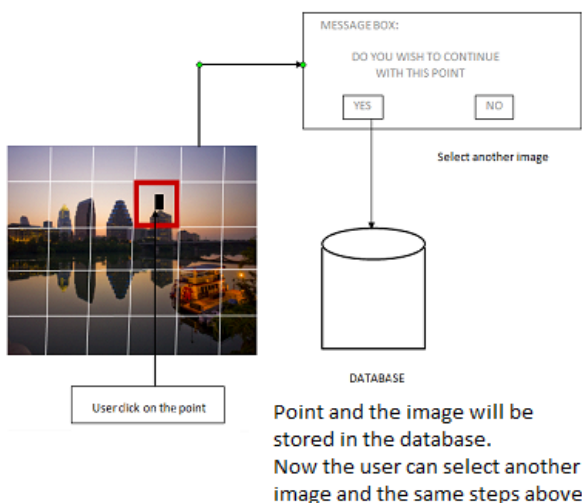 MESSAGEBOX:
DO YOU WISH TO CONTINUE
WITH THIS POINT
YES
NO
Select another image
User click on the point
DATABASE
Point and the image will be
stored in the database.
Now the user can select another
image and the same steps above